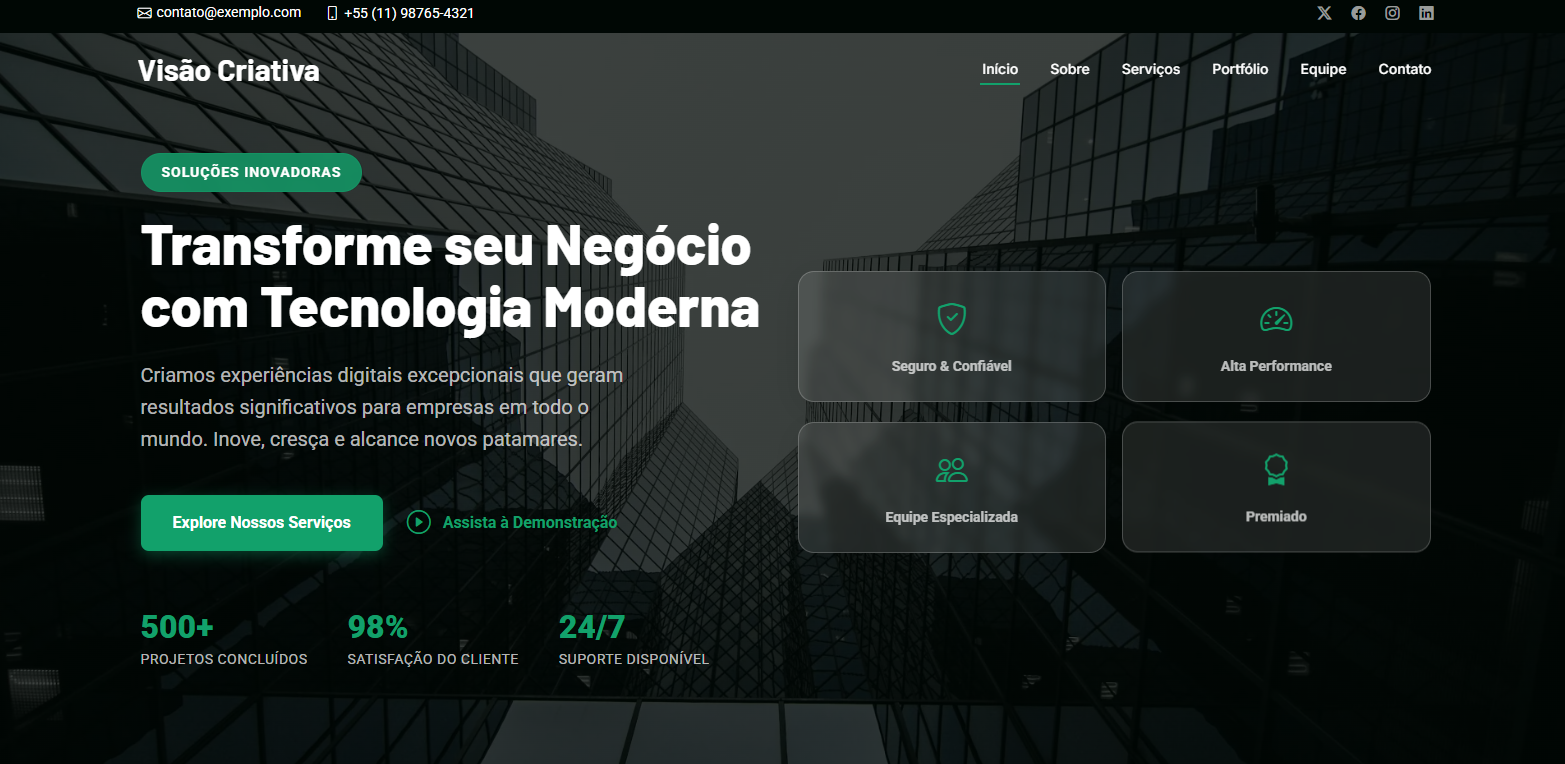 contato@exemplo.com +55 (11) 98765-4321
Visão Criativa
Início Sobre Serviços Portfólio Equipe Contato
SOLUÇÕES INOVADORAS
Transforme seu Negócio
com Tecnologia Moderna
Criamos experiências digitais excepcionais que geram
resultados significativos para empresas em todo o
mundo. Inove, cresça e alcance novos patamares.
Explore Nossos Serviços
Assista à Demonstração
500+
PROJETOS CONCLUÍDOS
98%
SATISFAÇÃO DO CLIENTE
24/7
SUPORTE DISPONÍVEL
Seguro & Confiável
Alta Performance
Equipe Especializada
Premiado